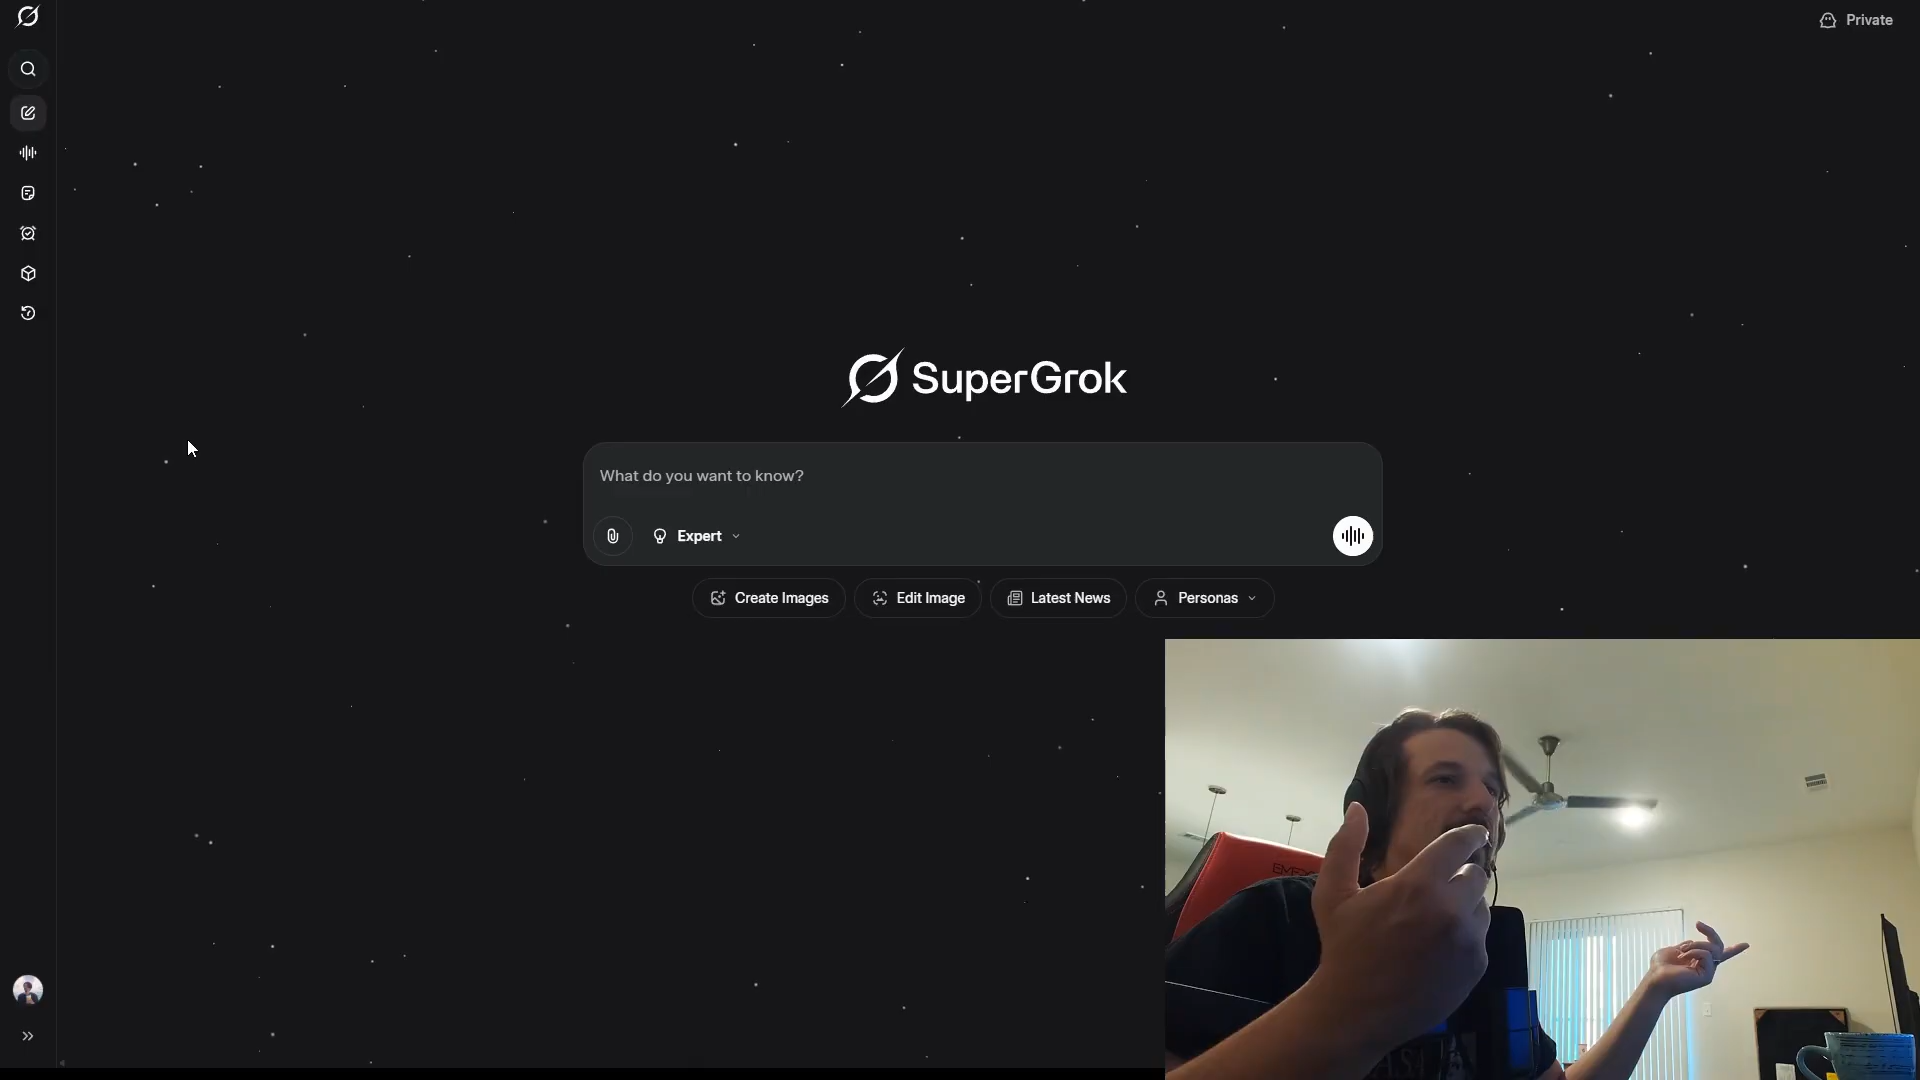 Private
SuperGrok
What do you want to know?
Expert
Create Images
Edit Image
Latest News
Personas